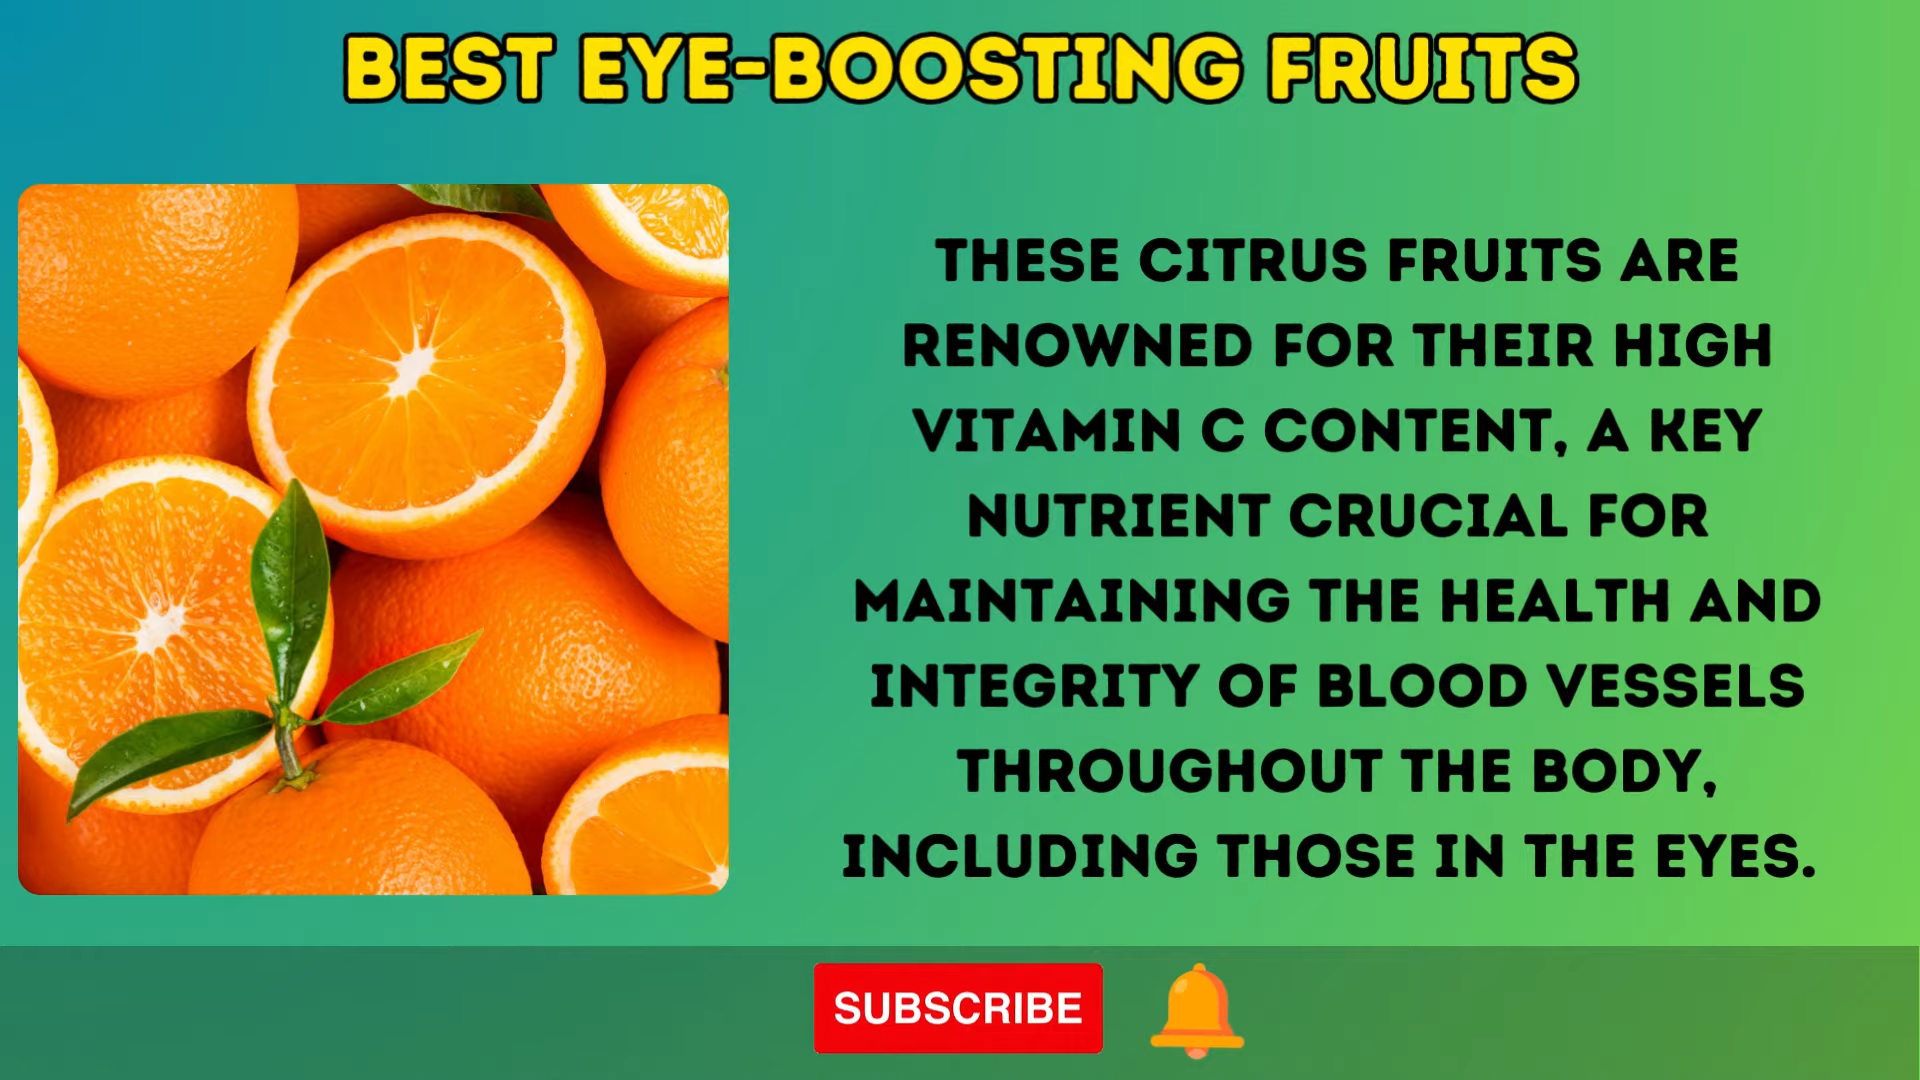 BEST EYE-BOOSTING FRUITS
THESE CITRUS FRUITS ARE
RENOWNED FOR THEIR HIGH
VITAMIN C CONTENT, A KEY
NUTRIENT CRUCIAL FOR
MAINTAINING THE HEALTH AND
INTEGRITY OF BLOOD VESSELS
THROUGHOUT THE BODY,
INCLUDING THOSE IN THE EYES.
SUBSCRIBE